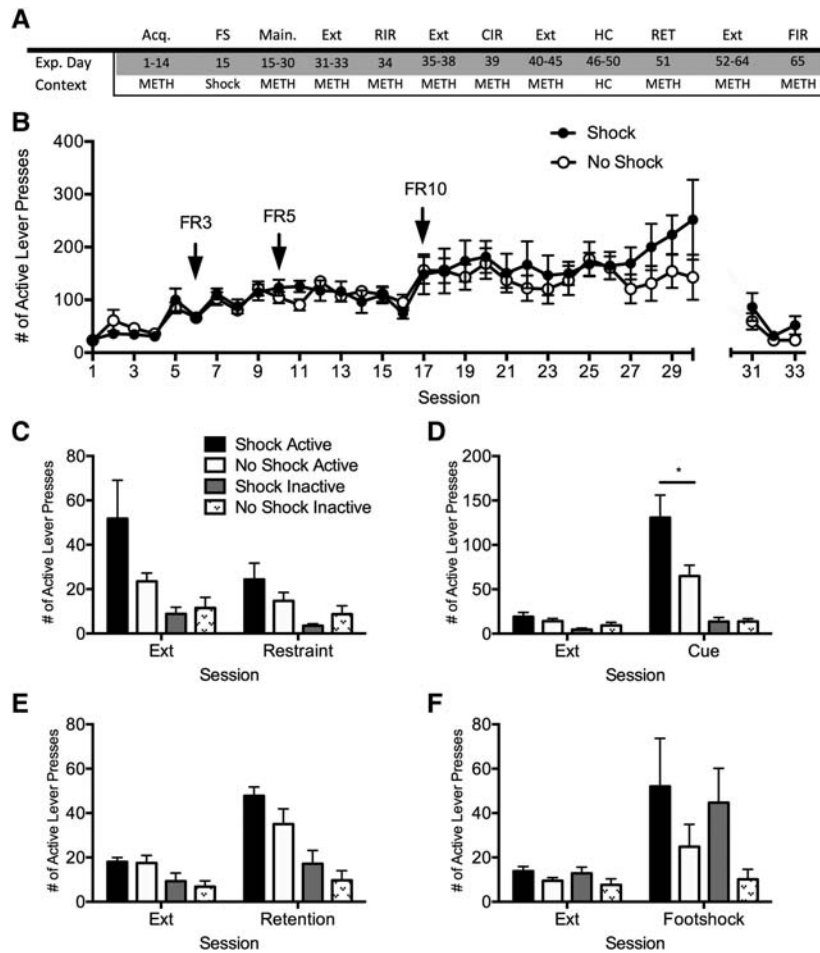 A
Acq. FS Main. Ext RIR Ext CIR Ext HC RET Ext FIR
Exp. Day 1-14 15 15-30 31-33 34 35-38 39 40-45 46-50 51 52-64 65
Context METH Shock METH METH METH METH METH METH HC METH METH METH
B
# of Active Lever Presses
400
300
200
100
0
Shock
No Shock
FR3
FR5
FR10
1 3 5 7 9 11 13 15 17 19 21 23 25 27 29 31 33
Session
C
# of Active Lever Presses
80
60
40
20
0
Shock Active
No Shock Active
Shock Inactive
No Shock Inactive
Ext Restraint
Session
D
# of Active Lever Presses
200
150
100
50
0
*
Ext Cue
Session
E
# of Active Lever Presses
80
60
40
20
0
Ext Retention
Session
F
# of Active Lever Presses
80
60
40
20
0
Ext Footshock
Session